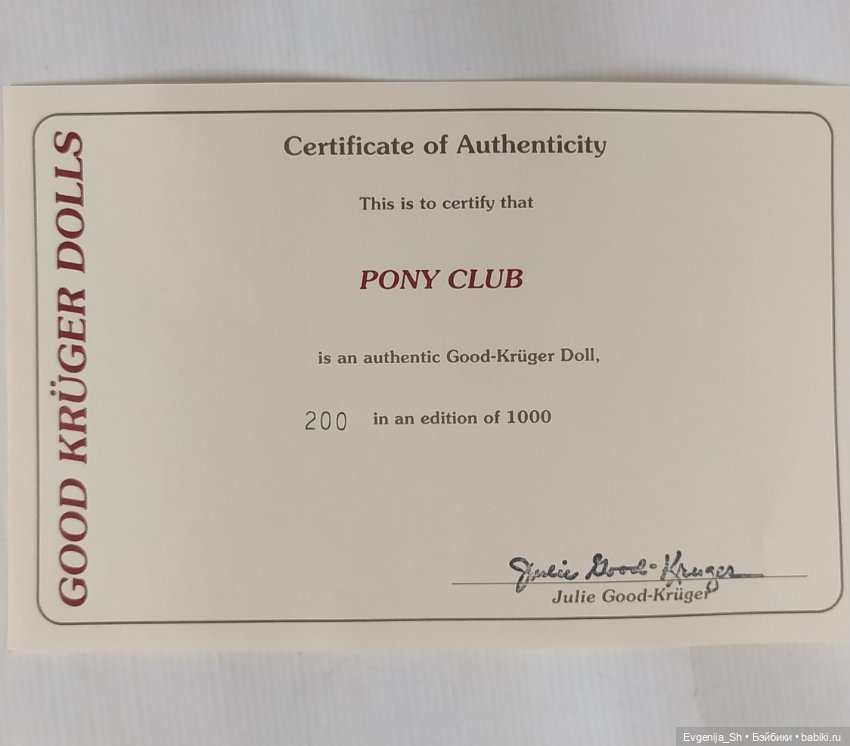 GOOD KRÜGER DOLLS
Certificate of Authenticity
This is to certify that
PONY CLUB
is an authentic Good-Krüger Doll,
200 in an edition of 1000
Julie Good-Kruger
Julie Good-Krüger
Evgenija_Sh • Бэйбики • babiki.ru